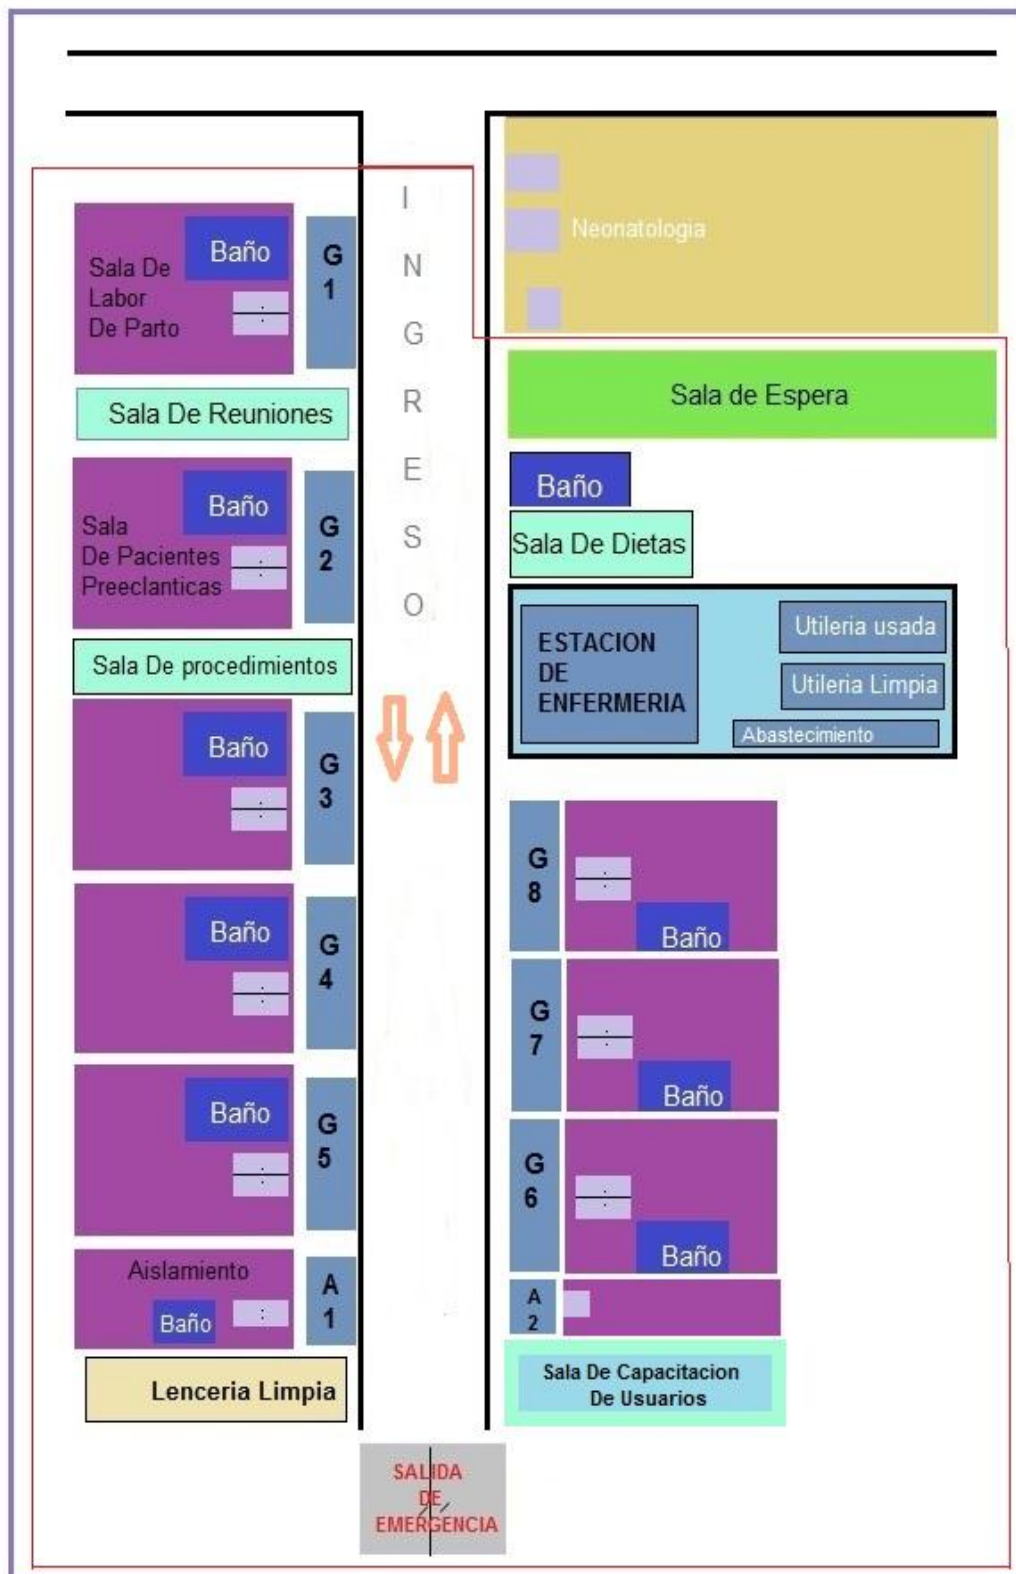 I
N
G
R
E
S
O
Baño
Sala De
Labor
De Parto
G
1
Sala De Reuniones
Baño
Sala
De Pacientes
Preeclanticas
G
2
Sala De procedimientos
Baño
G
3
Baño
G
4
Baño
G
5
Aislamiento
Baño
A
1
Lenceria Limpia
Neonatologia
Sala de Espera
Baño
Sala De Dietas
ESTACION
DE
ENFERMERIA
Utileria usada
Utileria Limpia
Abastecimiento
G
8
Baño
G
7
Baño
G
6
Baño
A
2
Sala De Capacitacion
De Usuarios
SALIDA
DE
EMERGENCIA